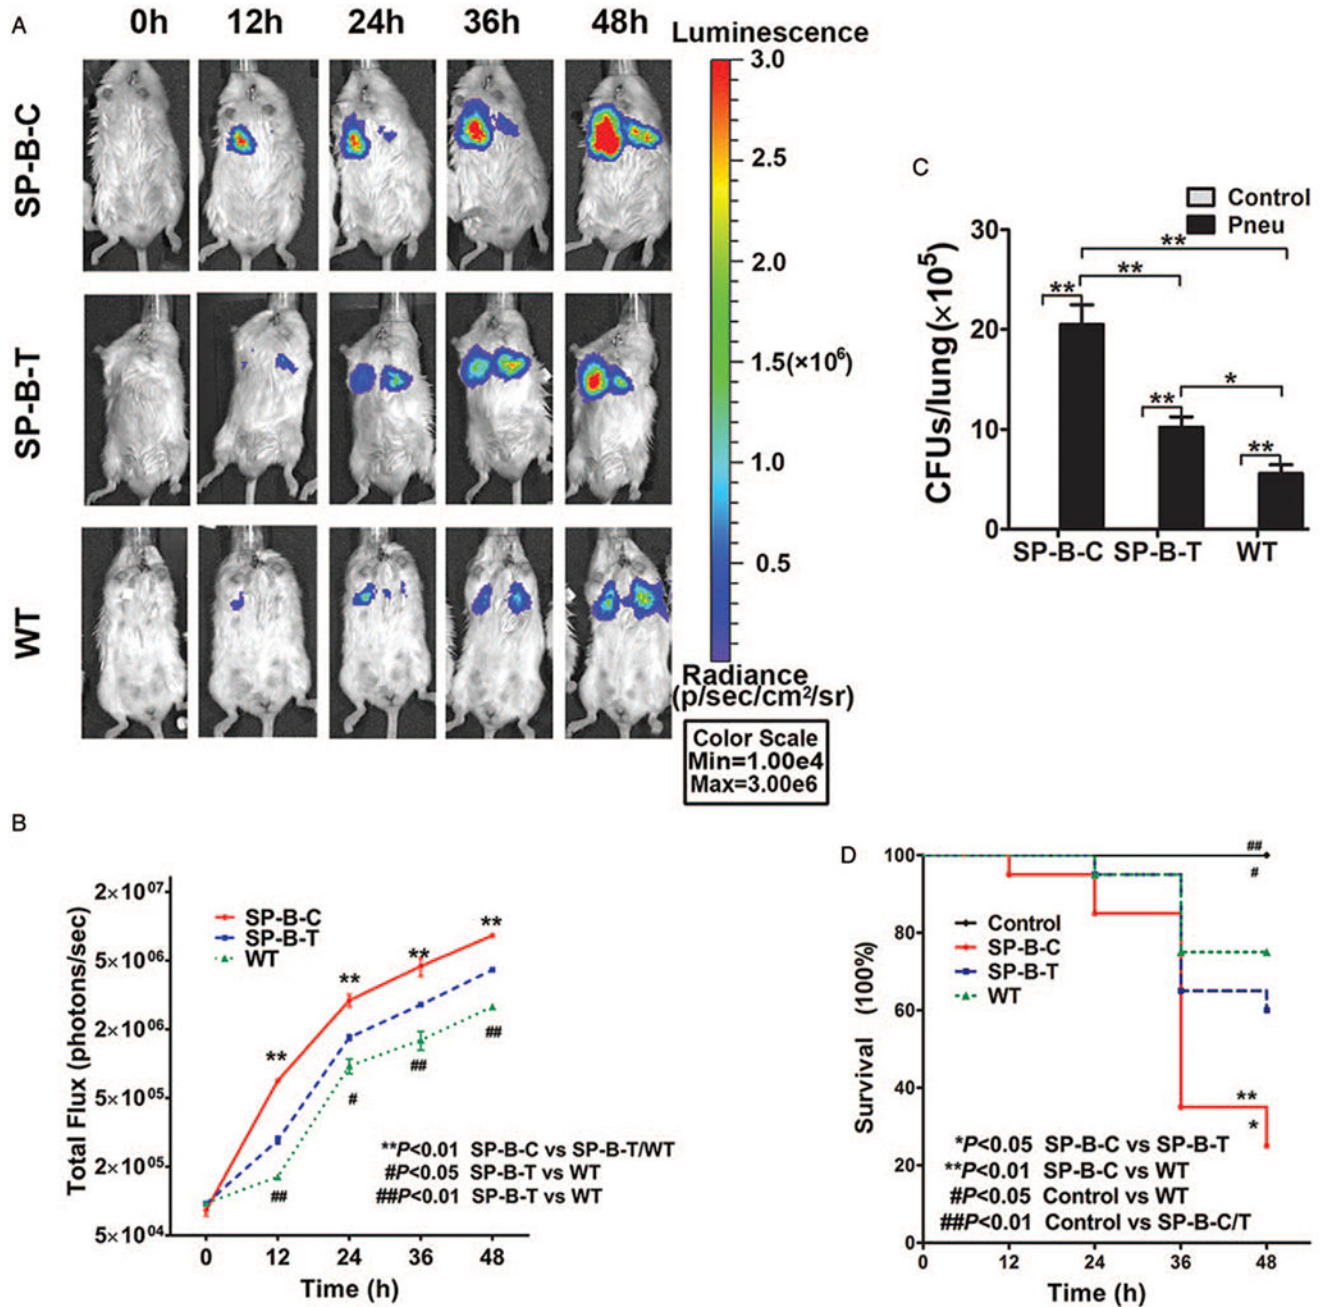 A
0h 12h 24h 36h 48h
SP-B-C
SP-B-T
WT
Luminescence
3.0
2.5
2.0
1.5(×10⁶)
1.0
0.5
Radiance
(p/sec/cm²/sr)
Color Scale
Min=1.00e4
Max=3.00e6
C
Control
Pneu
CFUs/lung(×10⁵)
30
20
10
0
**
**
**
*
**
**
SP-B-C SP-B-T WT
B
Total Flux (photons/sec)
2×10⁰⁷
5×10⁰⁶
2×10⁰⁶
5×10⁰⁵
2×10⁰⁵
5×10⁰⁴
SP-B-C
SP-B-T
WT
**
**
**
**
##
#
##
##
**P<0.01 SP-B-C vs SP-B-T/WT
#P<0.05 SP-B-T vs WT
##P<0.01 SP-B-T vs WT
0 12 24 36 48
Time (h)
D
Survival (100%)
100
80
60
40
20
0
##
#
Control
SP-B-C
SP-B-T
WT
**
*
*P<0.05 SP-B-C vs SP-B-T
**P<0.01 SP-B-C vs WT
#P<0.05 Control vs WT
##P<0.01 Control vs SP-B-C/T
0 12 24 36 48
Time (h)